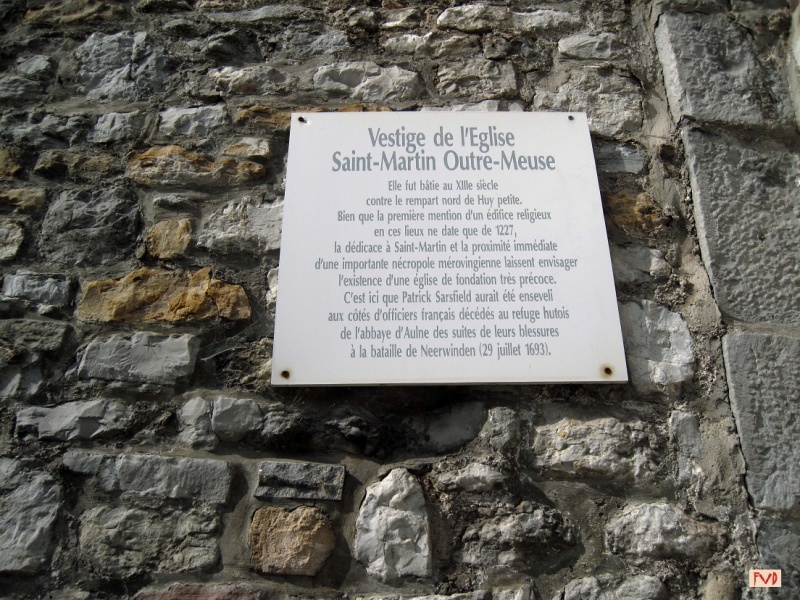 Vestige de l'Eglise
Saint-Martin Outre-Meuse
Elle fut bâtie au XIIIe siècle
contre le rempart nord de Huy petite.
Bien que la première mention d'un édifice religieux
en ces lieux ne date que de 1227,
la dédicace à Saint-Martin et la proximité immédiate
d'une importante nécropole mérovingienne laissent envisager
l'existence d'une église de fondation très précoce.
C'est ici que Patrick Sarsfield aurait été enseveli
aux côtés d'officiers français décédés au refuge hutois
de l'abbaye d'Aulne des suites de leurs blessures
à la bataille de Neerwinden (29 juillet 1693).
FVD